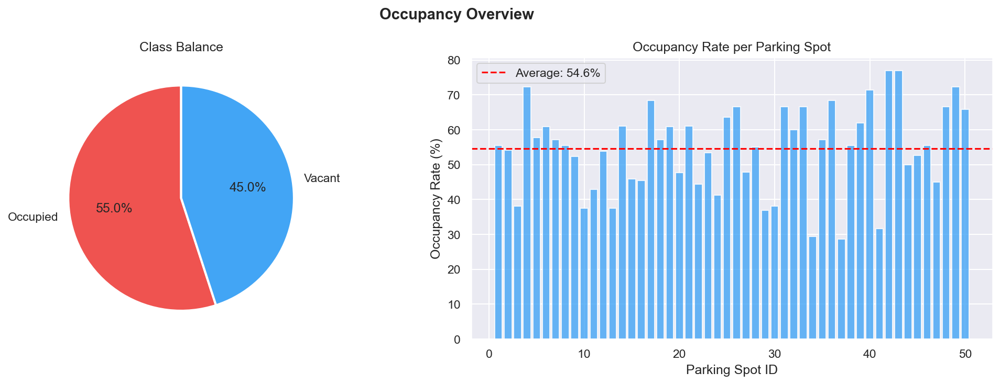 Occupancy Overview
Class Balance
Occupied
55.0%
45.0%
Vacant
Occupancy Rate per Parking Spot
Average: 54.6%
Occupancy Rate (%)
80
70
60
50
40
30
20
10
0
0 10 20 30 40 50
Parking Spot ID